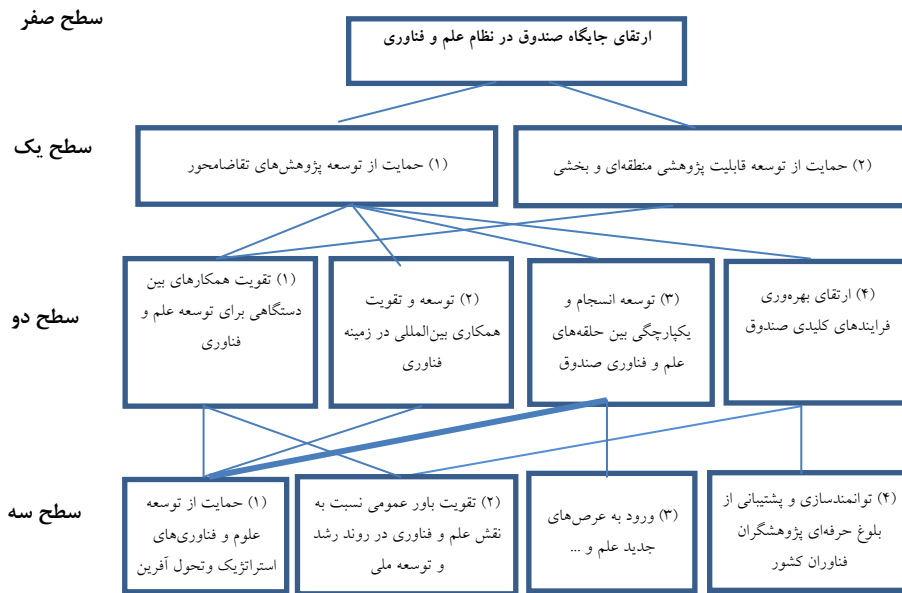 سطح صفر
ارتقای جایگاه صندوق در نظام علم و فناوری
سطح یک
(۱) حمایت از توسعه پژوهش‌های تقاضامحور
(۲) حمایت از توسعه قابلیت پژوهشی منطقه‌ای و بخشی
سطح دو
(۱) تقویت همکارهای بین
دستگاهی برای توسعه علم و
فناوری
(۲) توسعه و تقویت
همکاری بین‌المللی در زمینه
فناوری
(۳) توسعه انسجام و
یکپارچگی بین حلقه‌های
علم و فناوری صندوق
(۴) ارتقای بهره‌وری
فرایندهای کلیدی صندوق
سطح سه
(۱) حمایت از توسعه
علوم و فناوری‌های
استراتژیک وتحول آفرین
(۲) تقویت باور عمومی نسبت به
نقش علم و فناوری در روند رشد
و توسعه ملی
(۳) ورود به عرص‌های
جدید علم و ...
(۴) توانمندسازی و پشتیبانی از
بلوغ حرفه‌ای پژوهشگران
فناوران کشور